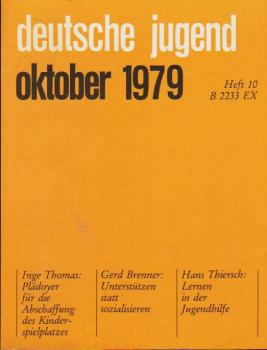 deutsche jugend
oktober 1979
Heft 10
B 2233 EX
Inge Thomas:
Plädoyer
für die
Abschaffung
des Kinder-
spielplatzes
Gerd Brenner:
Unterstützen
statt
sozialisieren
Hans Thiersch:
Lernen
in der
Jugendhilfe